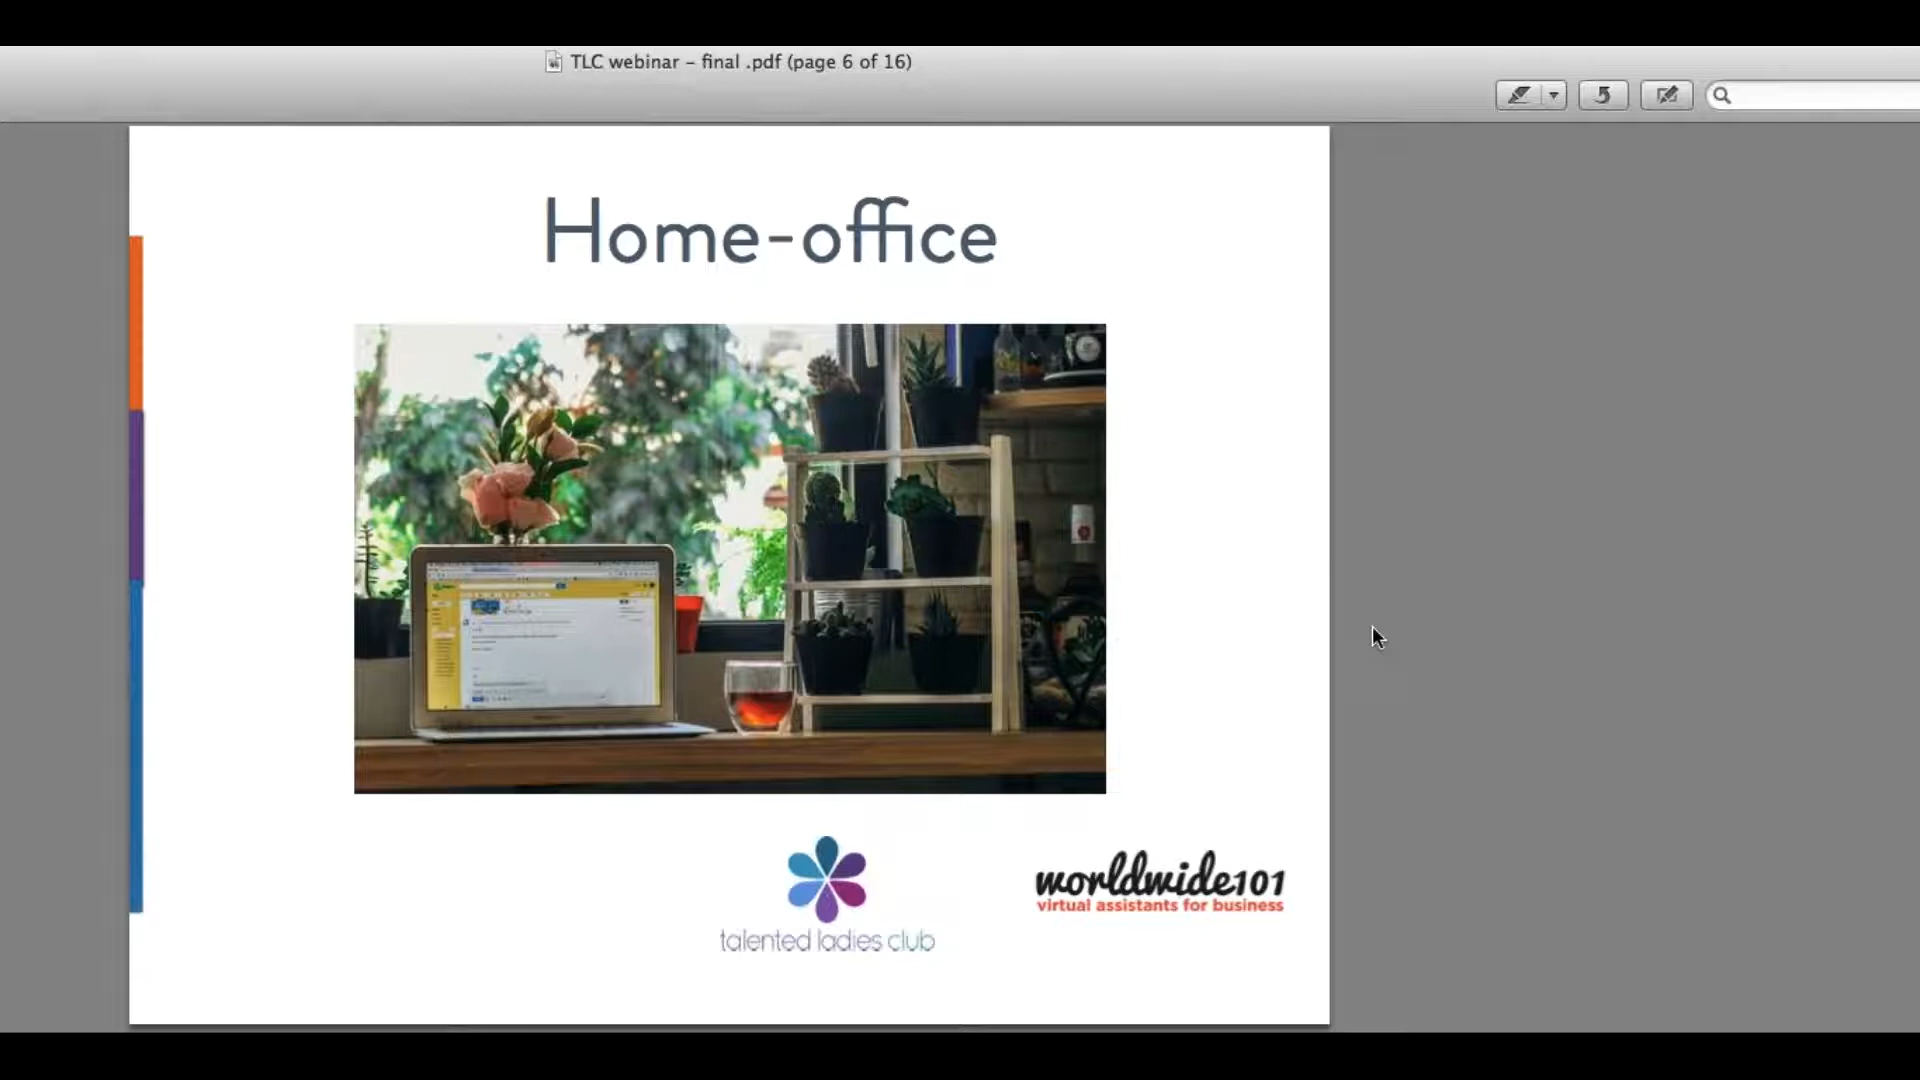 TLC webinar – final .pdf (page 6 of 16)
Home-office
talented ladies club
worldwide101
virtual assistants for business